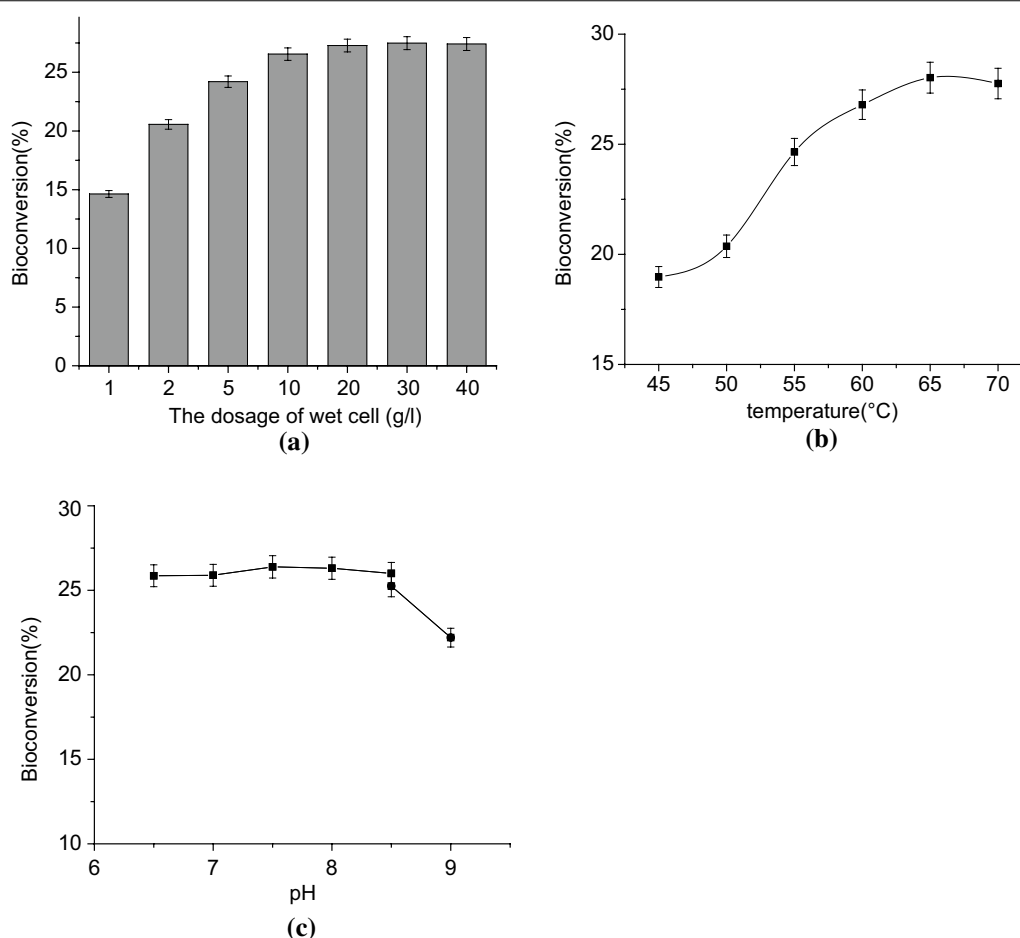 Bioconversion(%)
25
20
15
10
5
0
1 2 5 10 20 30 40
The dosage of wet cell (g/l)
(a)
Bioconversion(%)
30
25
20
15
45 50 55 60 65 70
temperature(°C)
(b)
Bioconversion(%)
30
25
20
15
10
6 7 8 9
pH
(c)